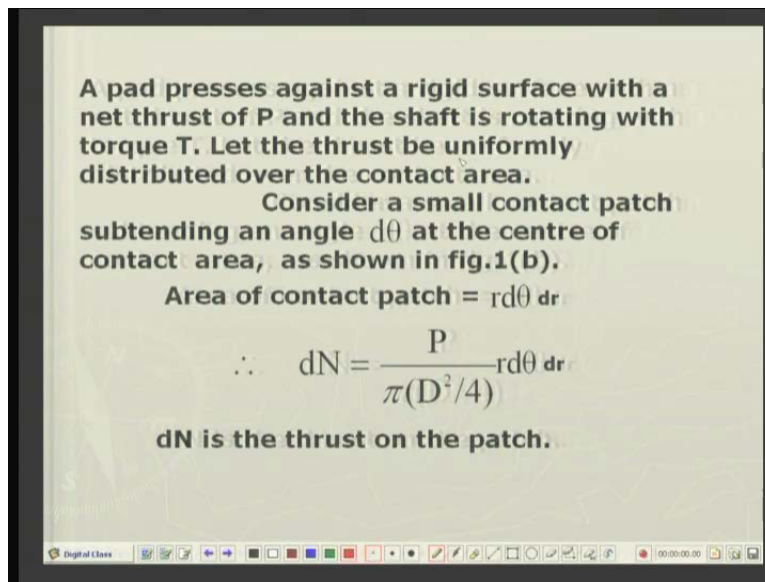 A pad presses against a rigid surface with a
net thrust of P and the shaft is rotating with
torque T. Let the thrust be uniformly
distributed over the contact area.
Consider a small contact patch
subtending an angle dθ at the centre of
contact area, as shown in fig.1(b).
Area of contact patch = rdθ dr
∴ dN = P / π(D²/4) rdθ dr
dN is the thrust on the patch.
Digital Class 00:00:00.00